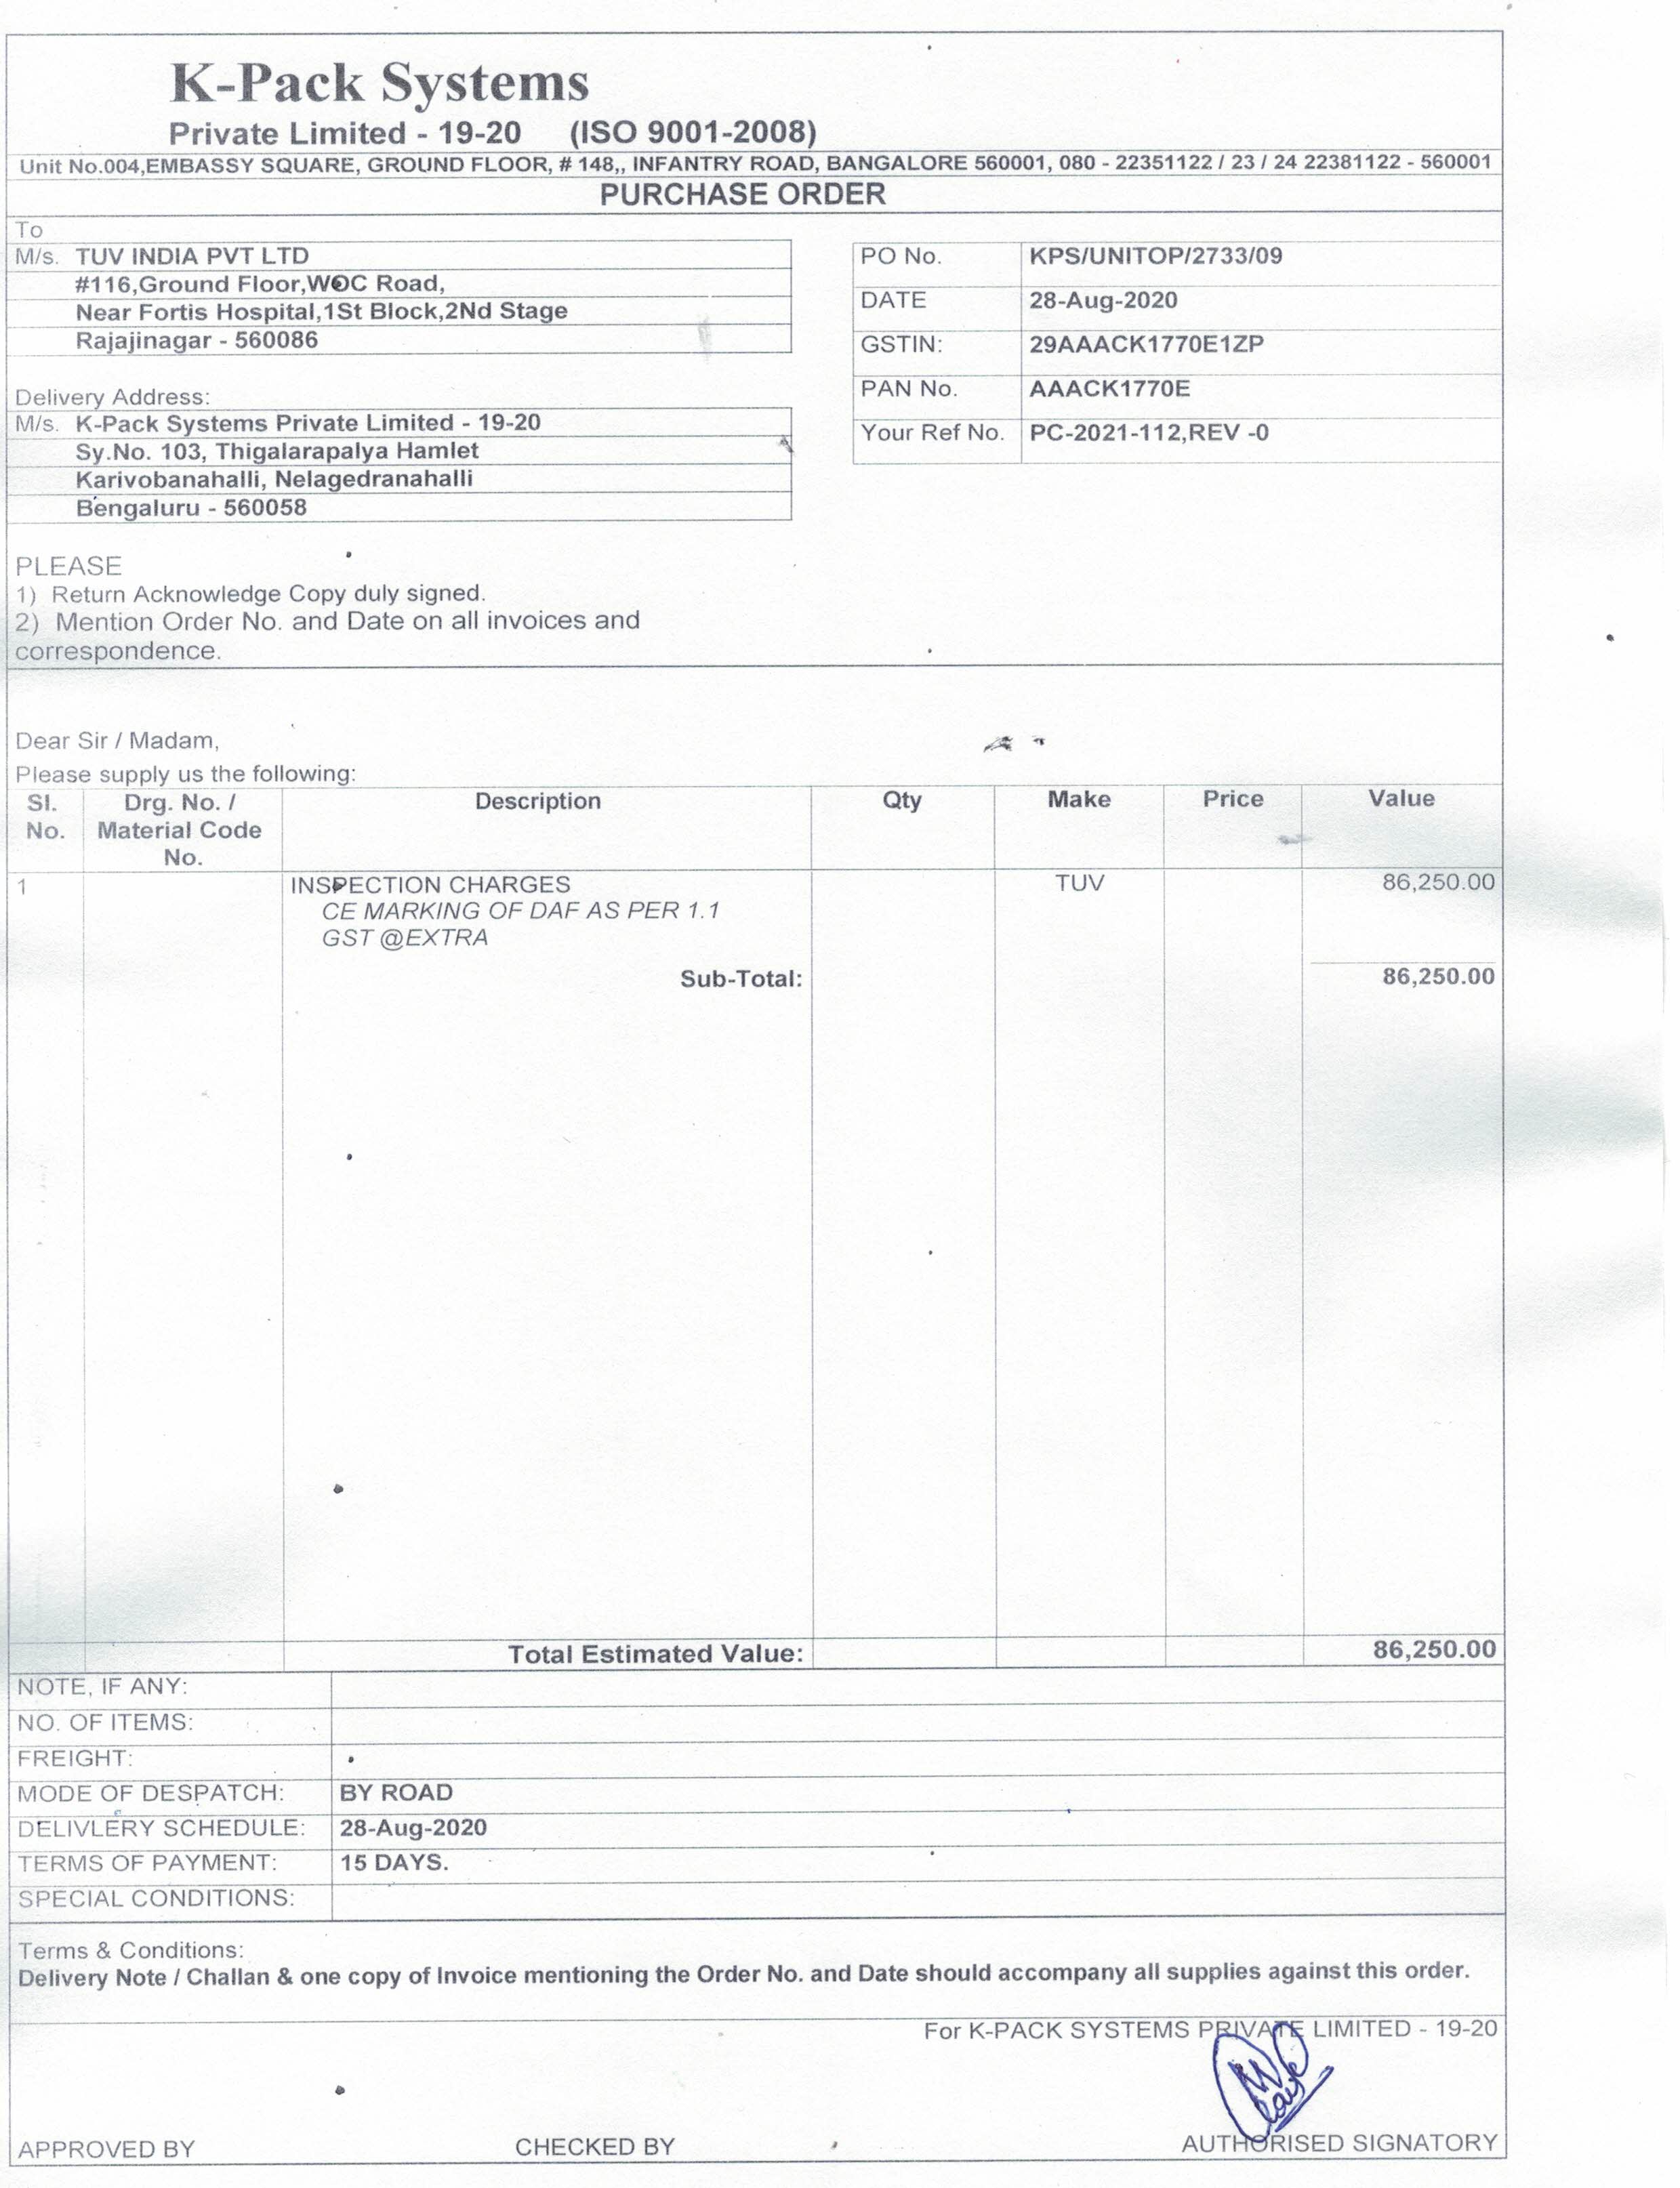 K-Pack Systems
Private Limited - 19-20 (ISO 9001-2008)
Unit No.004,EMBASSY SQUARE, GROUND FLOOR, # 148,, INFANTRY ROAD, BANGALORE 560001, 080 - 22351122 / 23 / 24 22381122 - 560001
PURCHASE ORDER
To
M/s. TUV INDIA PVT LTD
#116,Ground Floor,WOC Road,
Near Fortis Hospital,1St Block,2Nd Stage
Rajajinagar - 560086
PO No. KPS/UNITOP/2733/09
DATE 28-Aug-2020
GSTIN: 29AAACK1770E1ZP
PAN No. AAACK1770E
Your Ref No. PC-2021-112,REV -0
Delivery Address:
M/s. K-Pack Systems Private Limited - 19-20
Sy.No. 103, Thigalarapalya Hamlet
Karivobanahalli, Nelagedranahalli
Bengaluru - 560058
PLEASE
1) Return Acknowledge Copy duly signed.
2) Mention Order No. and Date on all invoices and
correspondence.
Dear Sir / Madam,
Please supply us the following:
Sl. No. Drg. No. / Material Code No. Description Qty Make Price Value
1 INSPECTION CHARGES TUV 86,250.00
CE MARKING OF DAF AS PER 1.1
GST @EXTRA
Sub-Total: 86,250.00
Total Estimated Value: 86,250.00
NOTE, IF ANY:
NO. OF ITEMS:
FREIGHT:
MODE OF DESPATCH: BY ROAD
DELIVLERY SCHEDULE: 28-Aug-2020
TERMS OF PAYMENT: 15 DAYS.
SPECIAL CONDITIONS:
Terms & Conditions:
Delivery Note / Challan & one copy of Invoice mentioning the Order No. and Date should accompany all supplies against this order.
For K-PACK SYSTEMS PRIVATE LIMITED - 19-20
APPROVED BY CHECKED BY AUTHORISED SIGNATORY